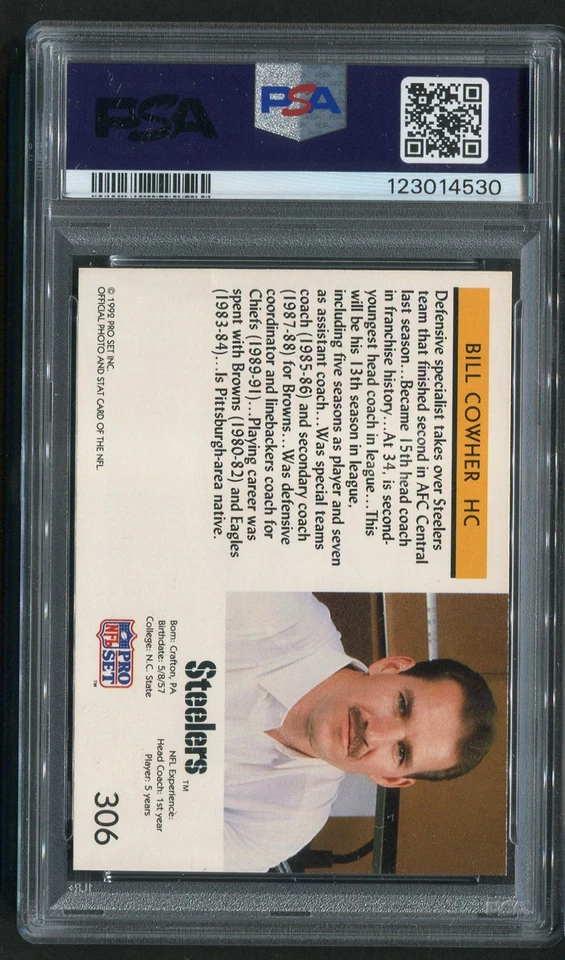 PSA
PSA
123014530
BILL COWHER HC
Defensive specialist takes over Steelers
team that finished second in AFC Central
last season...Became 15th head coach
in franchise history...At 34, is second-
youngest head coach in league...This
will be his 13th season in league,
including five seasons as player and seven
as assistant coach...Was special teams
coach (1985-86) and secondary coach
(1987-88) for Browns...Was defensive
coordinator and linebackers coach for
Chiefs (1989-91)...Playing career was
spent with Browns (1980-82) and Eagles
(1983-84)...Is Pittsburgh-area native.
© 1992 PRO SET INC.
OFFICIAL PHOTO AND STAT CARD OF THE NFL
Steelers™
Born: Crafton, PA
Birthdate: 5/8/57
College: N.C. State
NFL Experience:
Head Coach: 1st year
Player: 5 years
PRO
NFL SET™
306